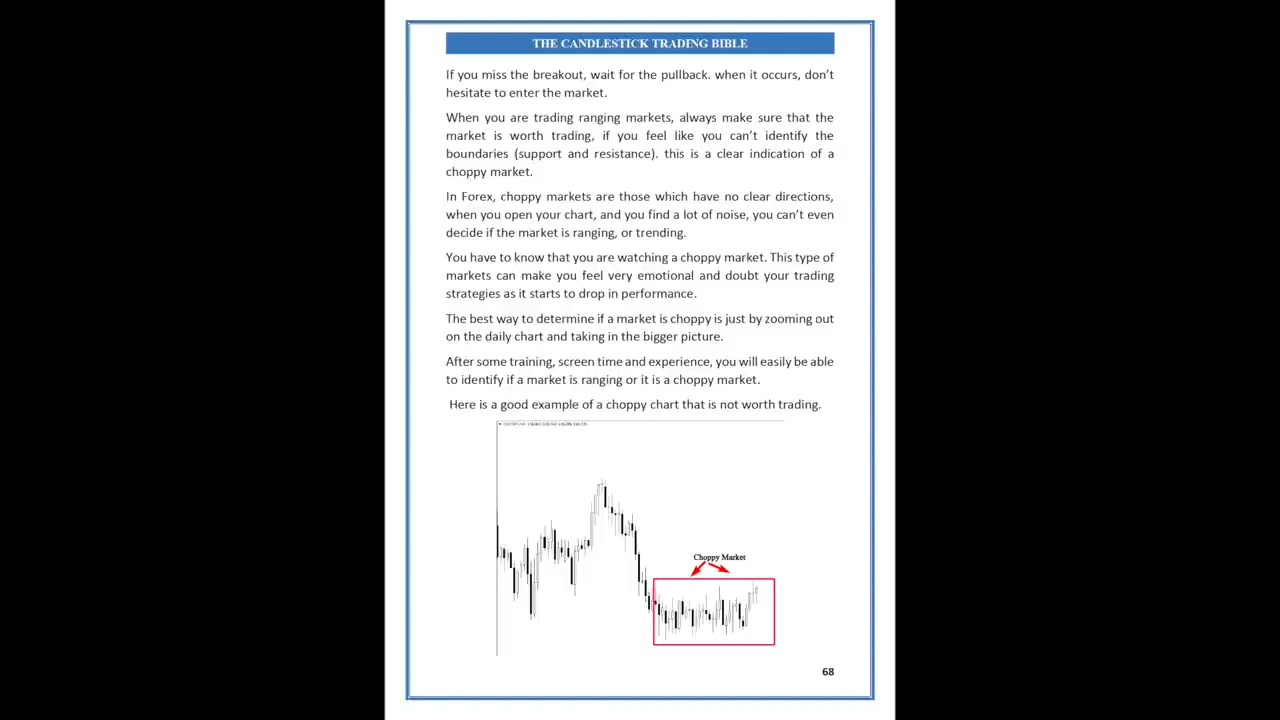 THE CANDLESTICK TRADING BIBLE
If you miss the breakout, wait for the pullback. when it occurs, don't
hesitate to enter the market.
When you are trading ranging markets, always make sure that the
market is worth trading, if you feel like you can't identify the
boundaries (support and resistance). this is a clear indication of a
choppy market.
In Forex, choppy markets are those which have no clear directions,
when you open your chart, and you find a lot of noise, you can't even
decide if the market is ranging, or trending.
You have to know that you are watching a choppy market. This type of
markets can make you feel very emotional and doubt your trading
strategies as it starts to drop in performance.
The best way to determine if a market is choppy is just by zooming out
on the daily chart and taking in the bigger picture.
After some training, screen time and experience, you will easily be able
to identify if a market is ranging or it is a choppy market.
Here is a good example of a choppy chart that is not worth trading.
Choppy Market
68